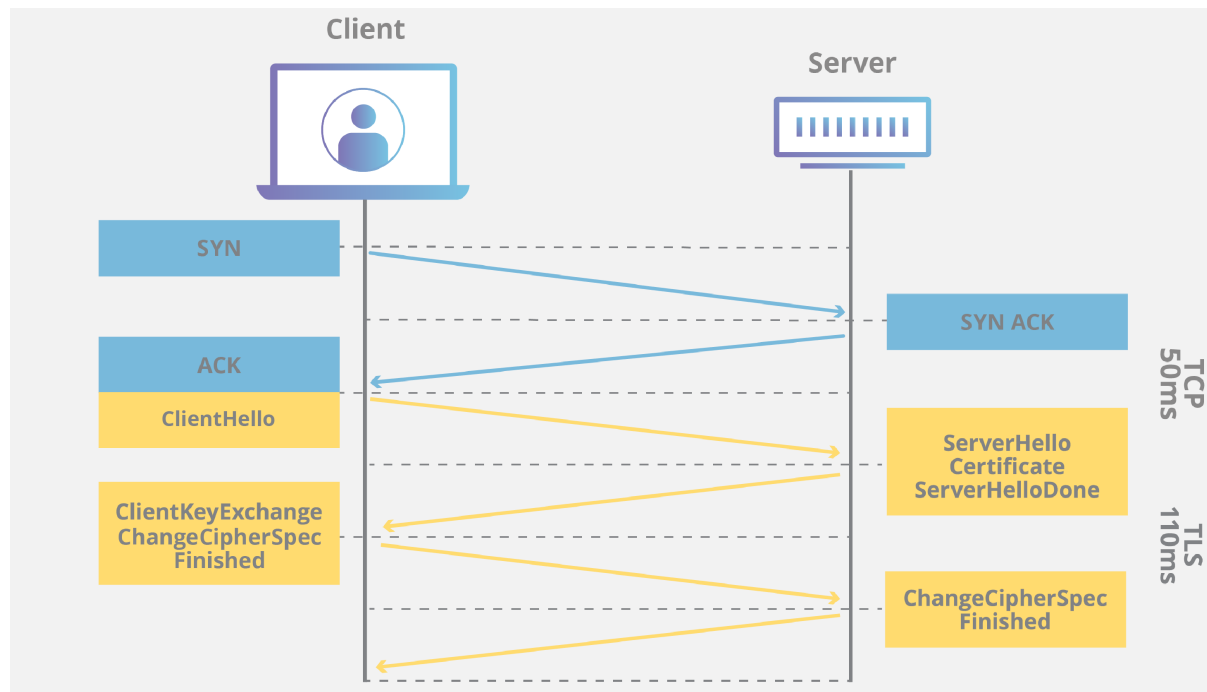 Client
Server
SYN
SYN ACK
ACK
ClientHello
ServerHello
Certificate
ServerHelloDone
ClientKeyExchange
ChangeCipherSpec
Finished
ChangeCipherSpec
Finished
TCP
50ms
TLS
110ms